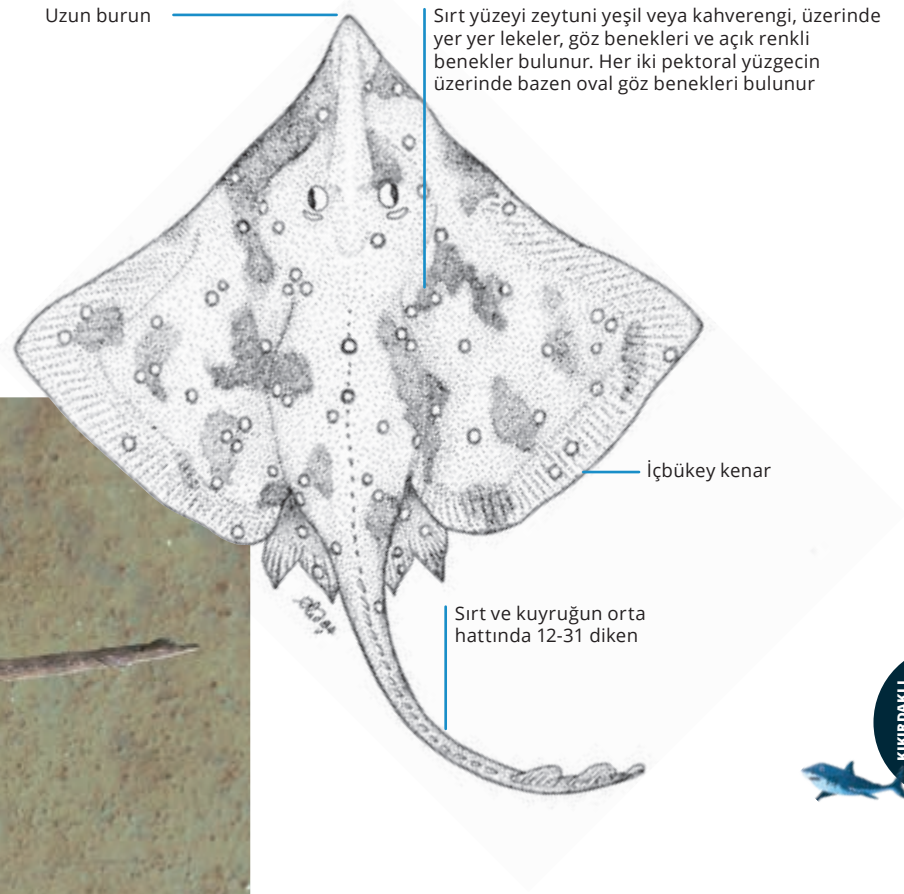 Uzun burun
Sırt yüzeyi zeytuni yeşil veya kahverengi, üzerinde
yer yer lekeler, göz benekleri ve açık renkli
benekler bulunur. Her iki pektoral yüzgecin
üzerinde bazen oval göz benekleri bulunur
İçbükey kenar
Sırt ve kuyruğun orta
hattında 12-31 diken
KIKIRDAKLI